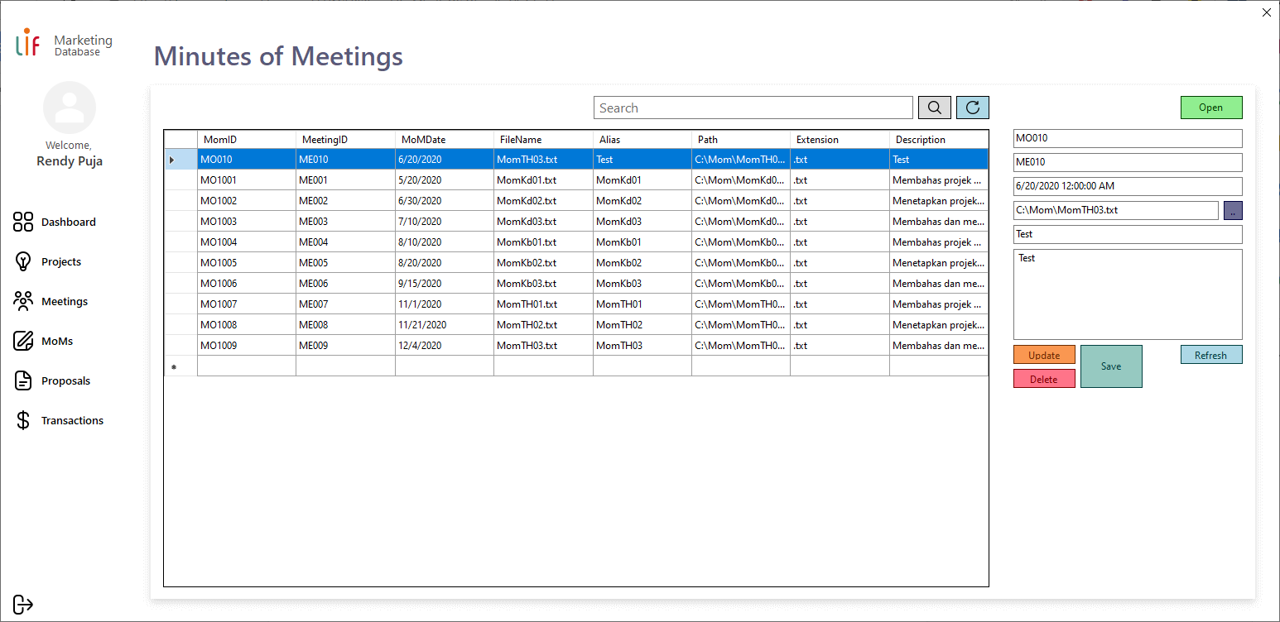 lif Marketing
Database
Minutes of Meetings
Welcome,
Rendy Puja
Dashboard
Projects
Meetings
MoMs
Proposals
Transactions
Search
MomID MeetingID MoMDate FileName Alias Path Extension Description
MO010 ME010 6/20/2020 MomTH03.txt Test C:\Mom\MomTH0... .txt Test
MO1001 ME001 5/20/2020 MomKd01.txt MomKd01 C:\Mom\MomKd0... .txt Membahas projek ...
MO1002 ME002 6/30/2020 MomKd02.txt MomKd02 C:\Mom\MomKd0... .txt Menetapkan projek...
MO1003 ME003 7/10/2020 MomKd03.txt MomKd03 C:\Mom\MomKd0... .txt Membahas dan me...
MO1004 ME004 8/10/2020 MomKb01.txt MomKb01 C:\Mom\MomKb0... .txt Membahas projek ...
MO1005 ME005 8/20/2020 MomKb02.txt MomKb02 C:\Mom\MomKb0... .txt Menetapkan projek...
MO1006 ME006 9/15/2020 MomKb03.txt MomKb03 C:\Mom\MomKb0... .txt Membahas dan me...
MO1007 ME007 11/1/2020 MomTH01.txt MomTH01 C:\Mom\MomTH0... .txt Membahas projek ...
MO1008 ME008 11/21/2020 MomTH02.txt MomTH02 C:\Mom\MomTH0... .txt Menetapkan projek...
MO1009 ME009 12/4/2020 MomTH03.txt MomTH03 C:\Mom\MomTH0... .txt Membahas dan me...
Open
MO010
ME010
6/20/2020 12:00:00 AM
C:\Mom\MomTH03.txt ..
Test
Test
Update Save Refresh
Delete